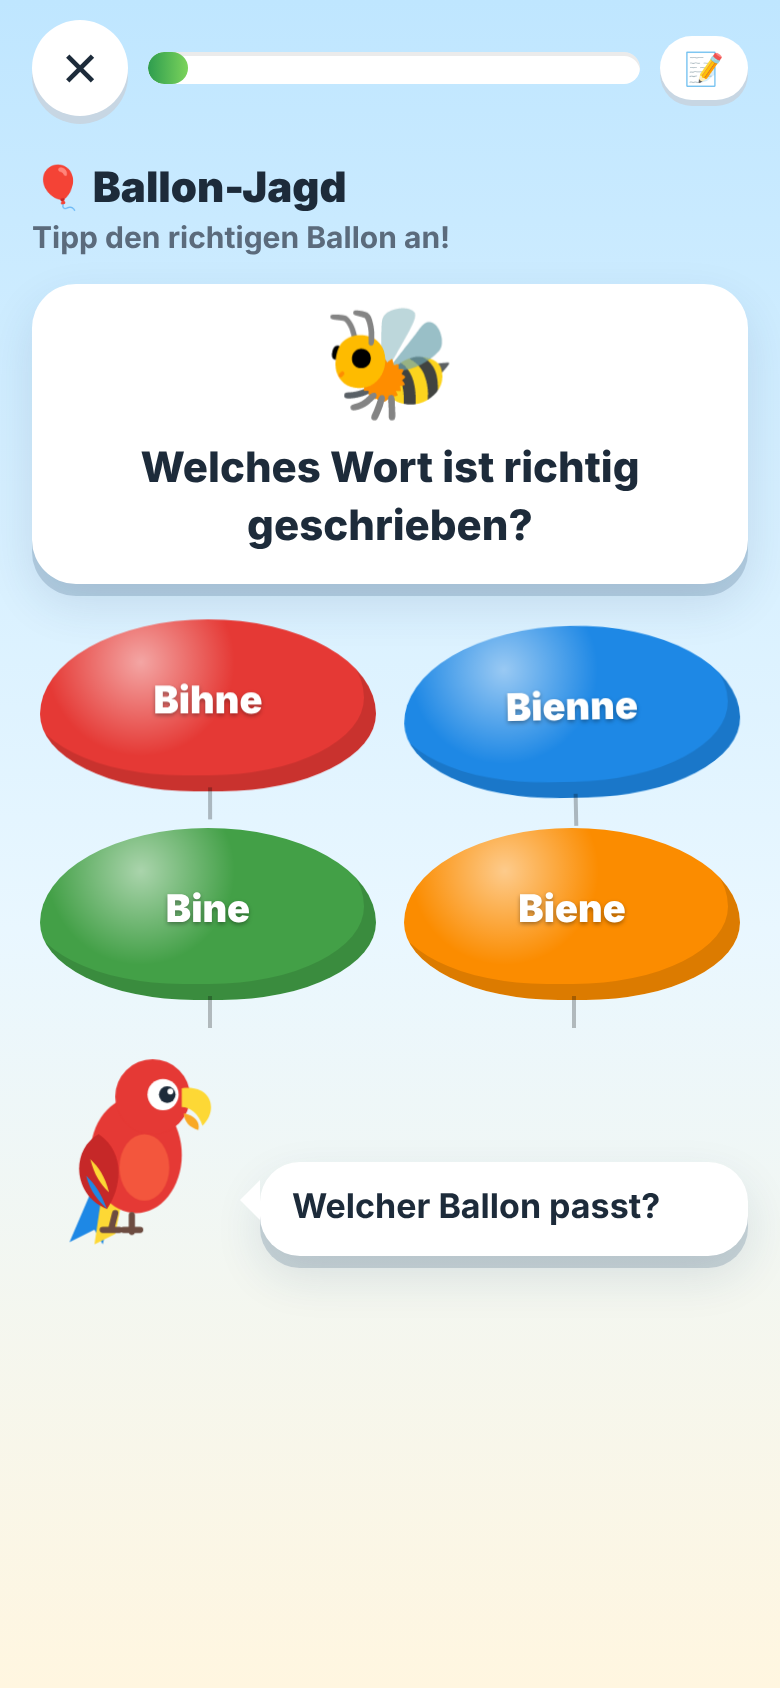 Ballon-Jagd
Tipp den richtigen Ballon an!
Welches Wort ist richtig
geschrieben?
Bihne
Bienne
Bine
Biene
Welcher Ballon passt?